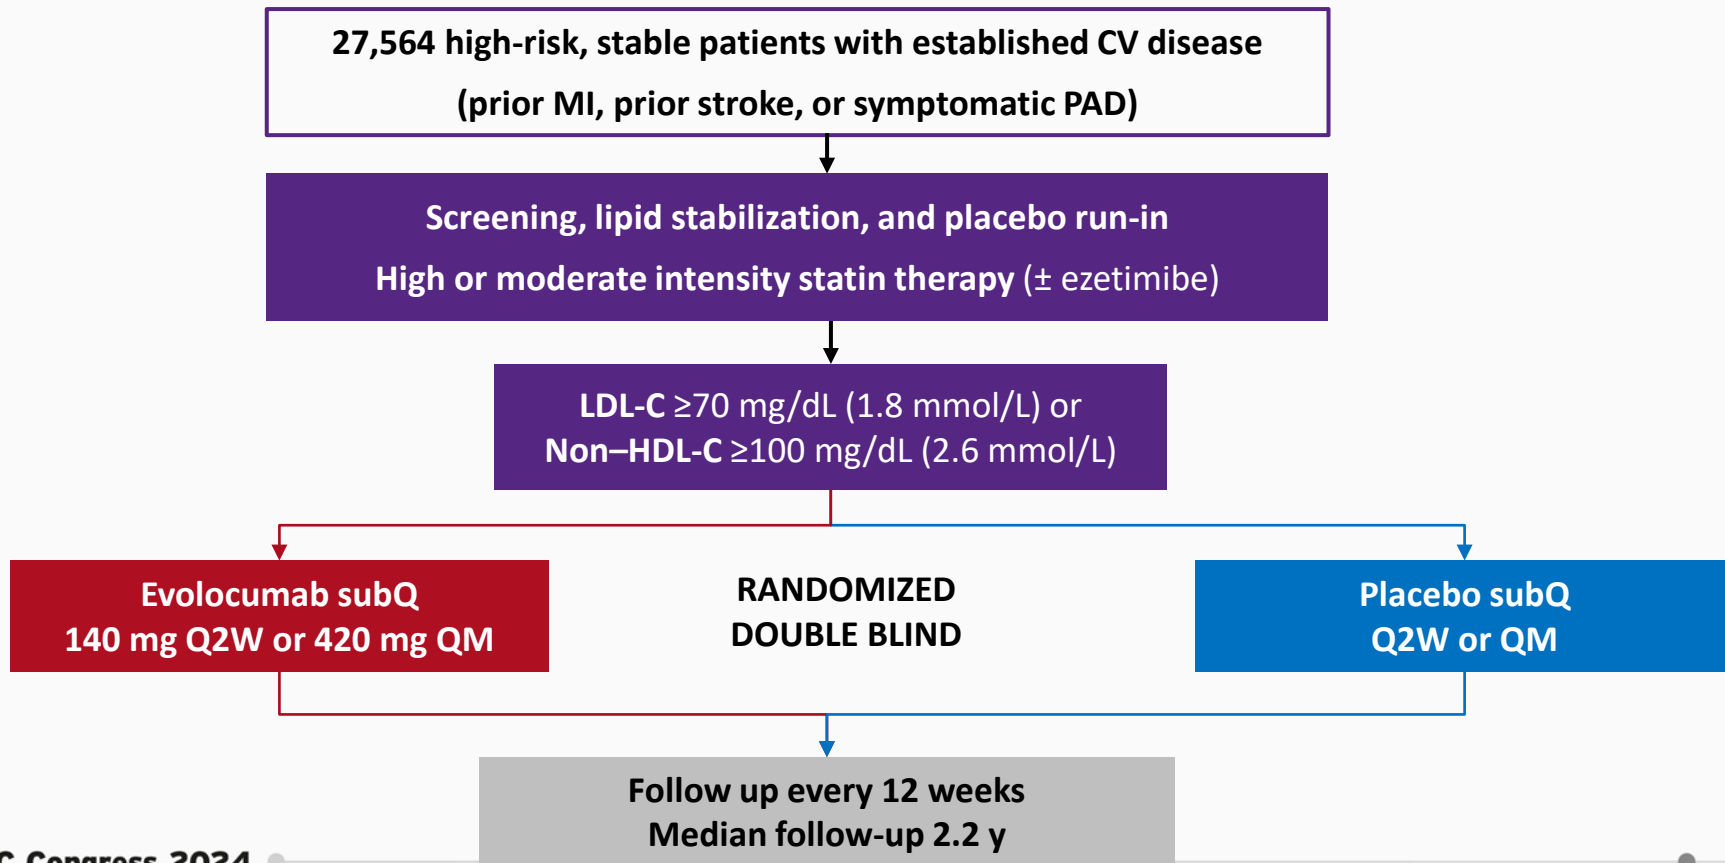 27,564 high-risk, stable patients with established CV disease
(prior MI, prior stroke, or symptomatic PAD)
Screening, lipid stabilization, and placebo run-in
High or moderate intensity statin therapy (± ezetimibe)
LDL-C ≥70 mg/dL (1.8 mmol/L) or
Non–HDL-C ≥100 mg/dL (2.6 mmol/L)
Evolocumab subQ
140 mg Q2W or 420 mg QM
RANDOMIZED
DOUBLE BLIND
Placebo subQ
Q2W or QM
Follow up every 12 weeks
Median follow-up 2.2 y
C Congress 2024